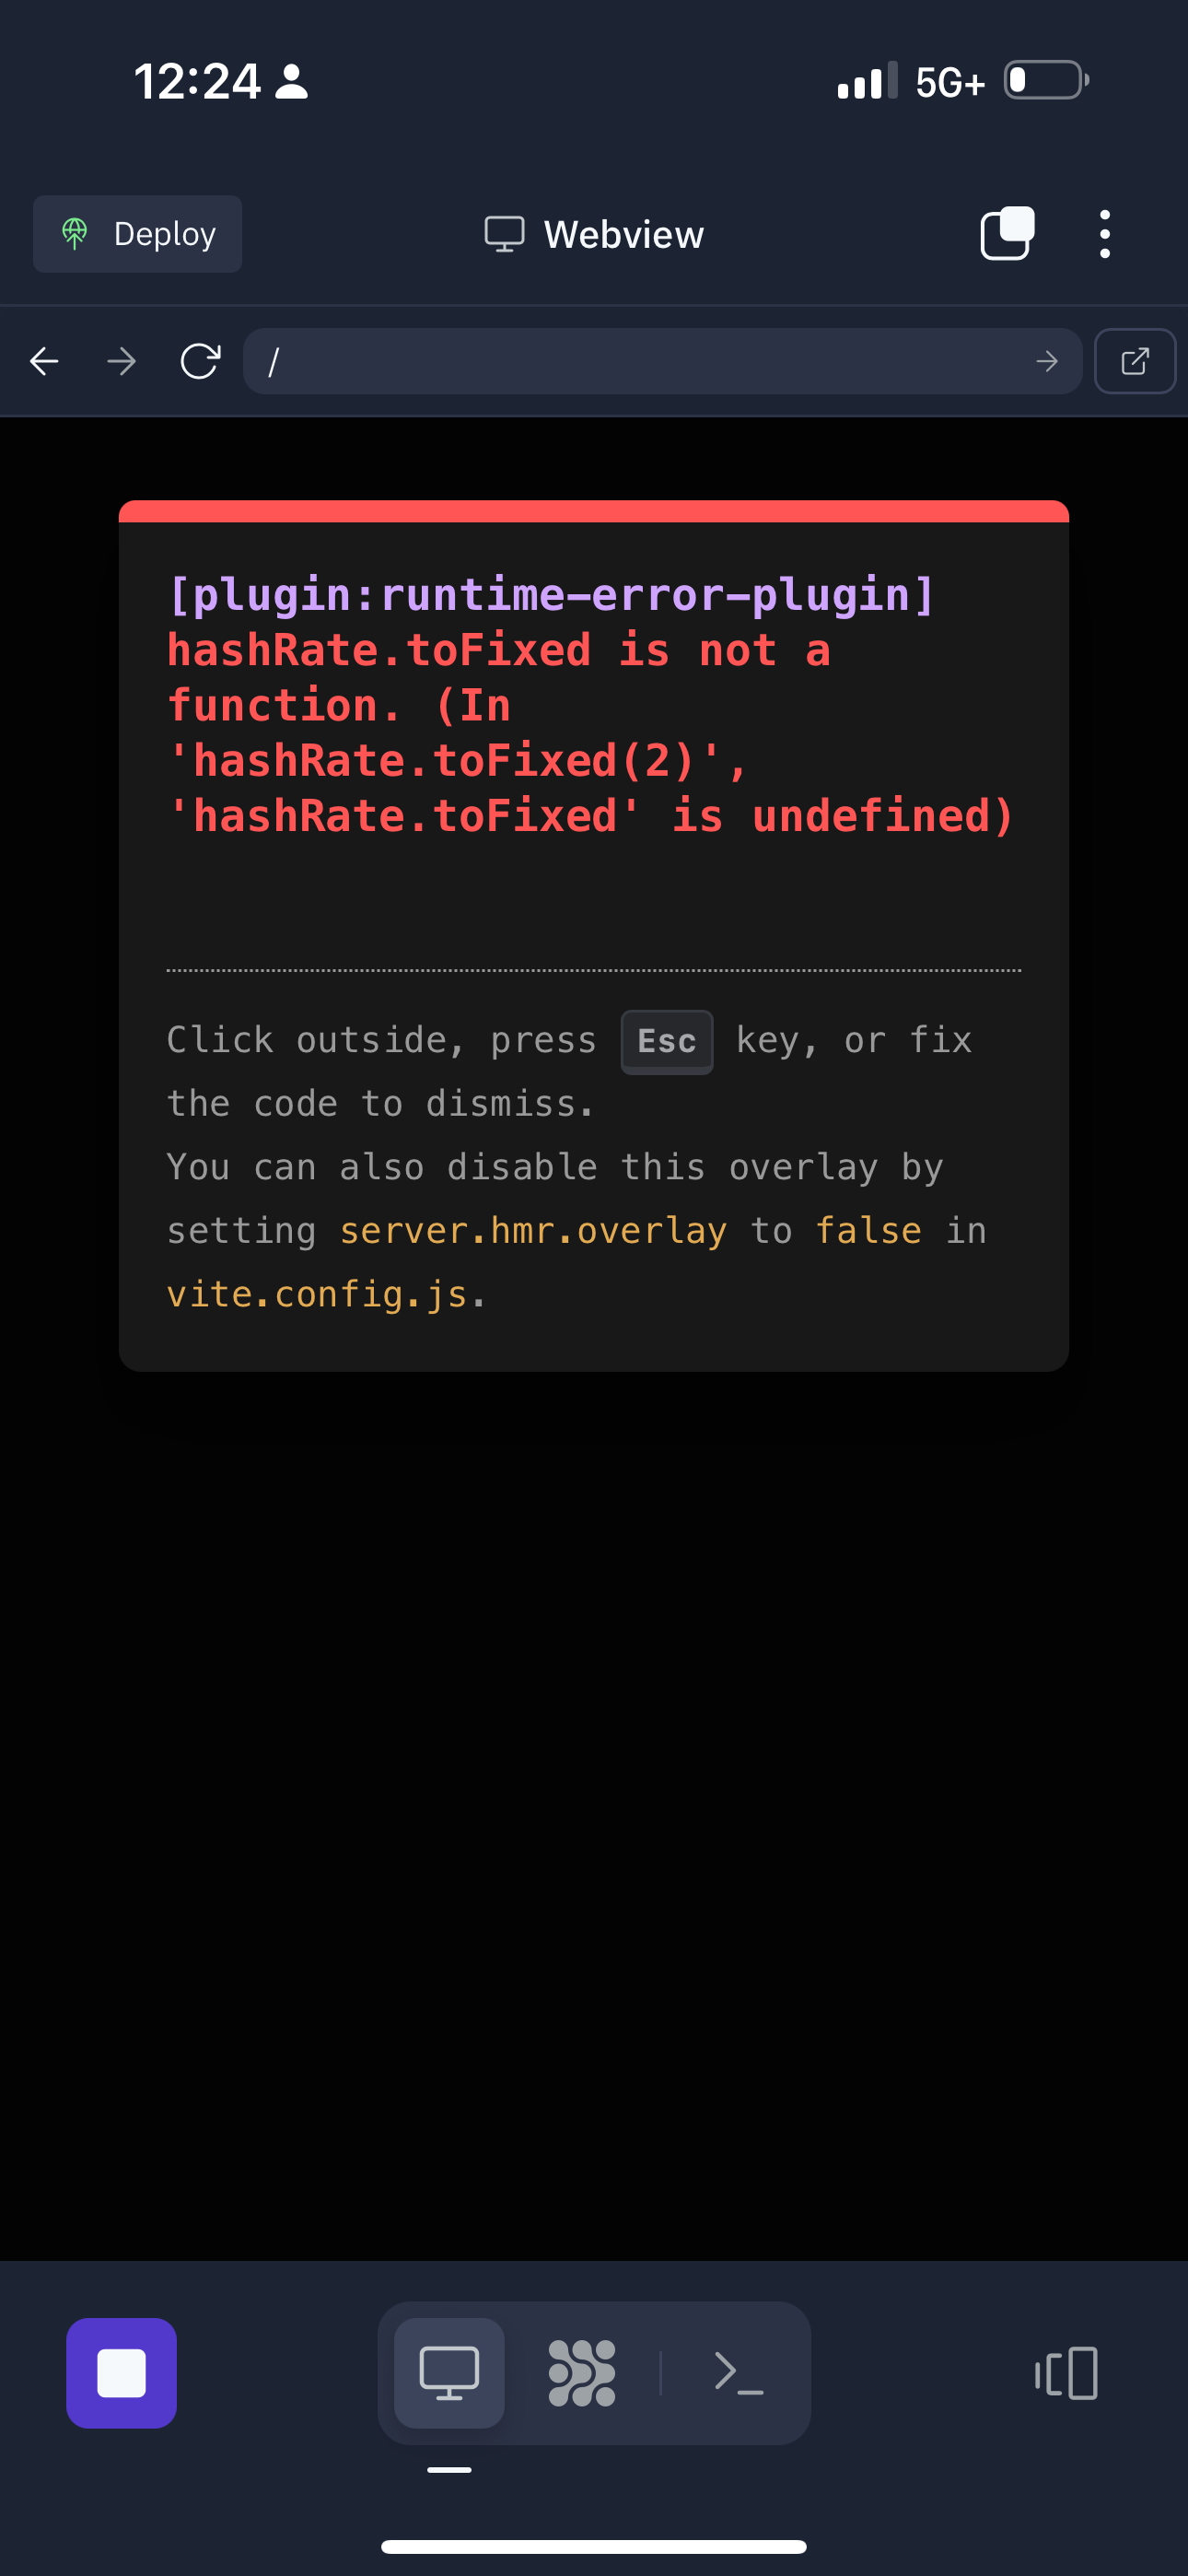 12:24
5G+
Deploy
Webview
/
[plugin:runtime-error-plugin]
hashRate.toFixed is not a
function. (In
'hashRate.toFixed(2)',
'hashRate.toFixed' is undefined)
Click outside, press Esc key, or fix
the code to dismiss.
You can also disable this overlay by
setting server.hmr.overlay to false in
vite.config.js.